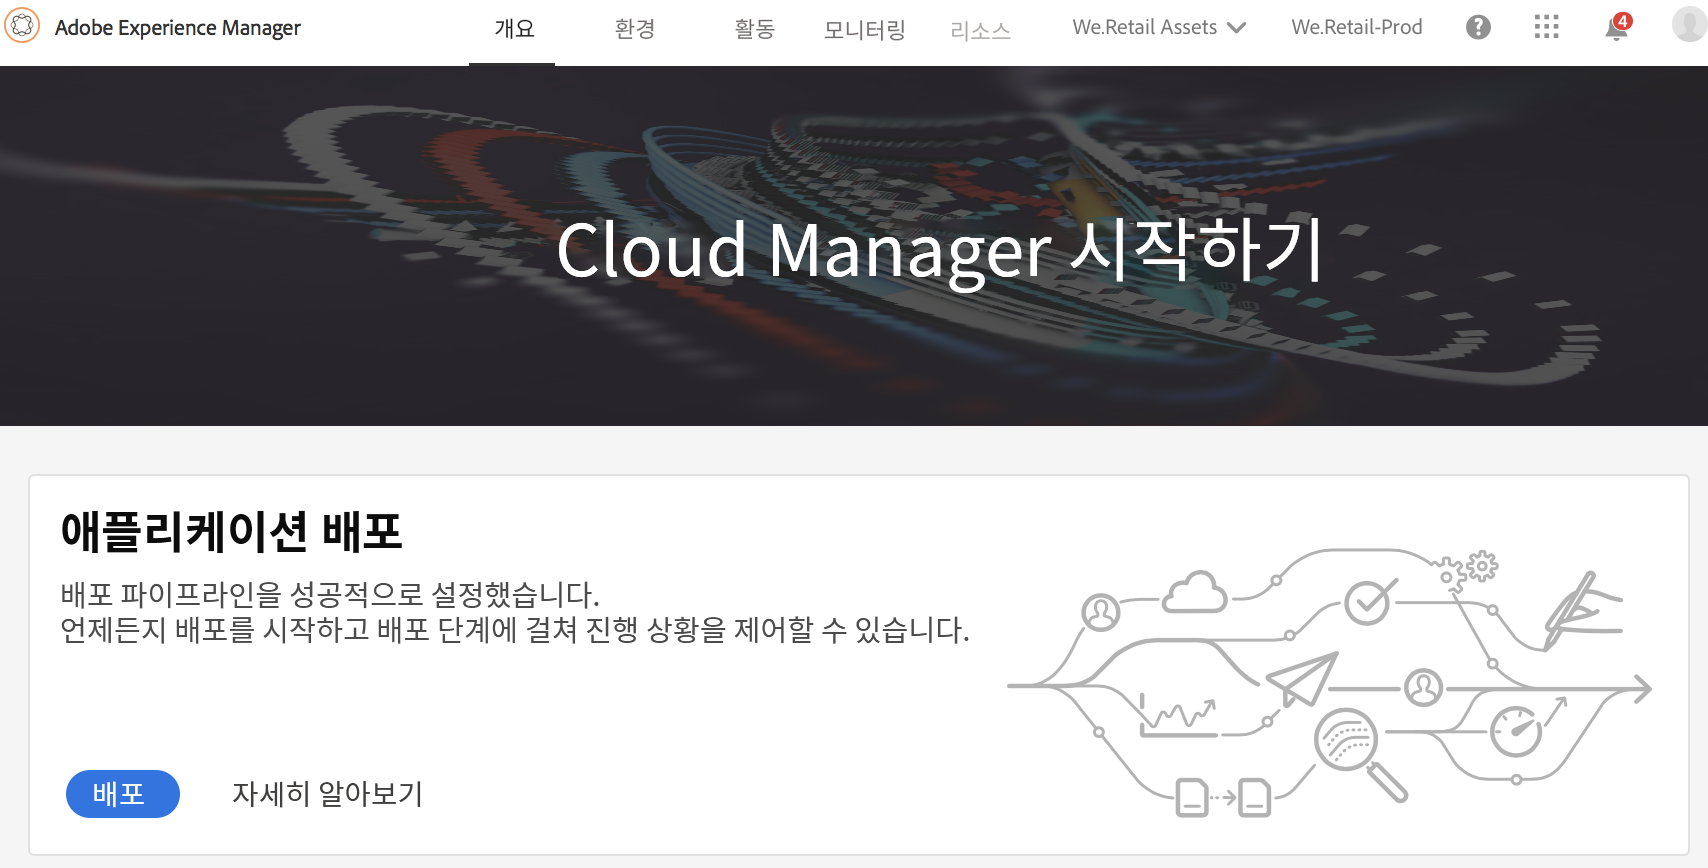 Adobe Experience Manager
개요
환경
활동
모니터링
리소스
We.Retail Assets
We.Retail-Prod
?
4
Cloud Manager 시작하기
애플리케이션 배포
배포 파이프라인을 성공적으로 설정했습니다.
언제든지 배포를 시작하고 배포 단계에 걸쳐 진행 상황을 제어할 수 있습니다.
배포
자세히 알아보기